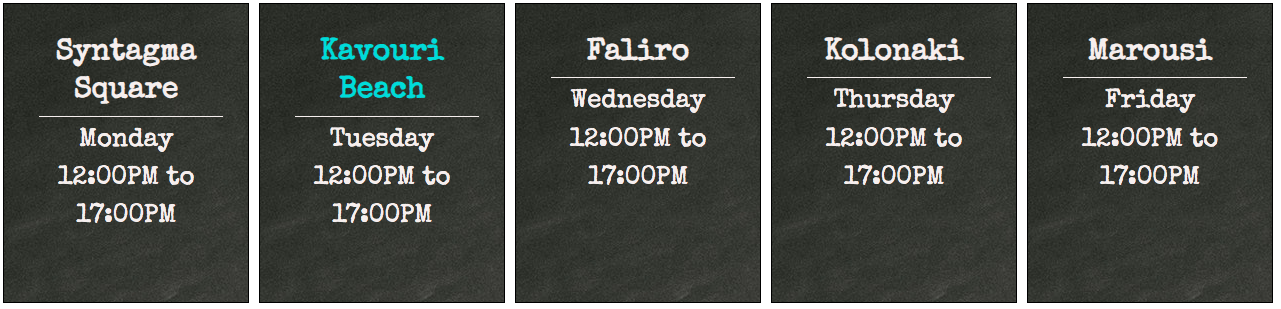 Syntagma
Square
Monday
12:00PM to
17:00PM
Kavouri
Beach
Tuesday
12:00PM to
17:00PM
Faliro
Wednesday
12:00PM to
17:00PM
Kolonaki
Thursday
12:00PM to
17:00PM
Marousi
Friday
12:00PM to
17:00PM